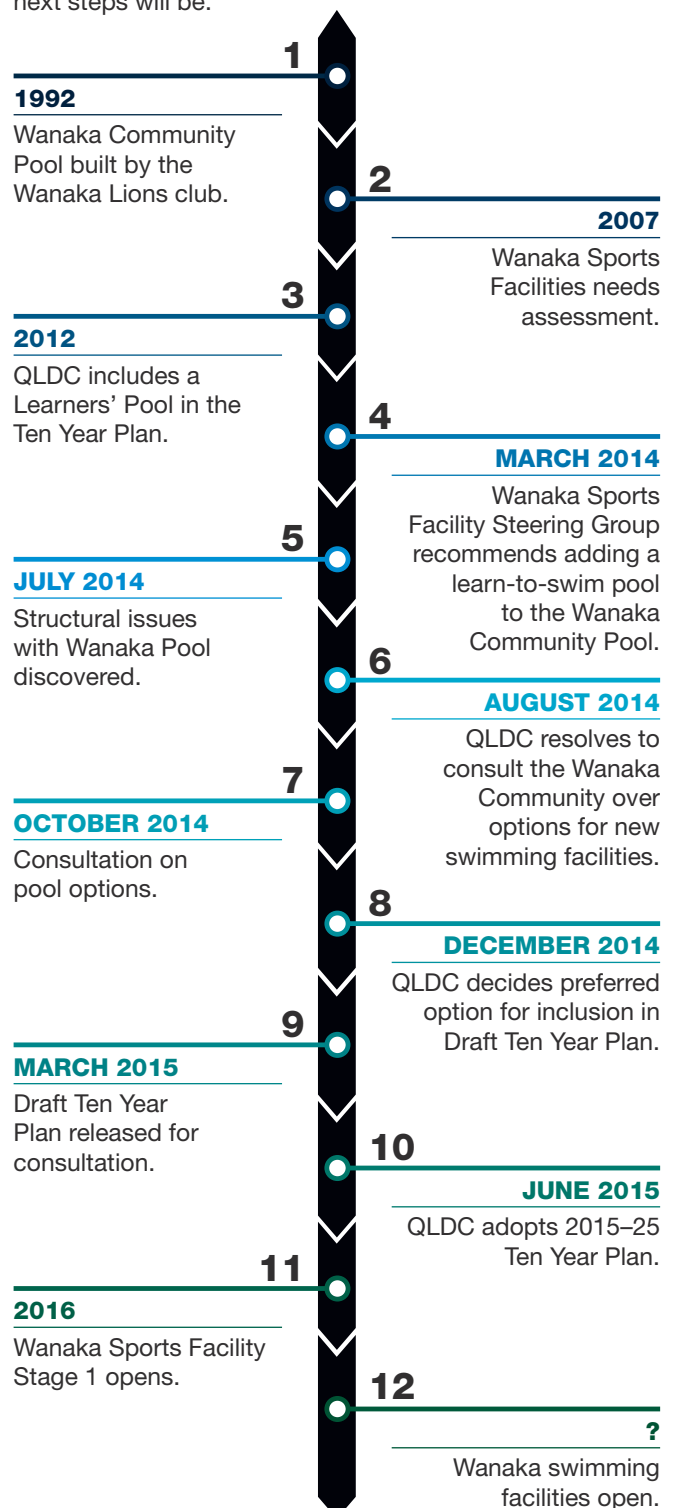 next steps will be.
1
1992
Wanaka Community
Pool built by the
Wanaka Lions club.
2
2007
Wanaka Sports
Facilities needs
assessment.
3
2012
QLDC includes a
Learners’ Pool in the
Ten Year Plan.
4
MARCH 2014
Wanaka Sports
Facility Steering Group
recommends adding a
learn-to-swim pool
to the Wanaka
Community Pool.
5
JULY 2014
Structural issues
with Wanaka Pool
discovered.
6
AUGUST 2014
QLDC resolves to
consult the Wanaka
Community over
options for new
swimming facilities.
7
OCTOBER 2014
Consultation on
pool options.
8
DECEMBER 2014
QLDC decides preferred
option for inclusion in
Draft Ten Year Plan.
9
MARCH 2015
Draft Ten Year
Plan released for
consultation.
10
JUNE 2015
QLDC adopts 2015–25
Ten Year Plan.
11
2016
Wanaka Sports Facility
Stage 1 opens.
12
?
Wanaka swimming
facilities open.